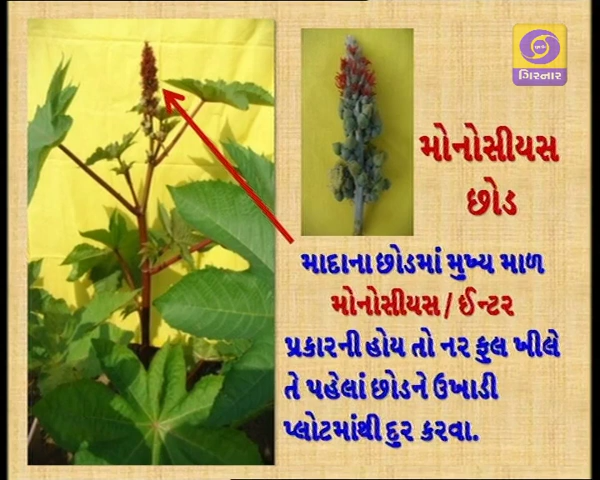 ગિરનાર
મોનોસીયસ
છોડ
માદાના છોડમાં મુખ્ય માળ
મોનોસીયસ / ઈન્ટર
પ્રકારની હોય તો નર ફુલ ખીલે
તે પહેલાં છોડને ઉખાડી
પ્લોટમાંથી દુર કરવા.